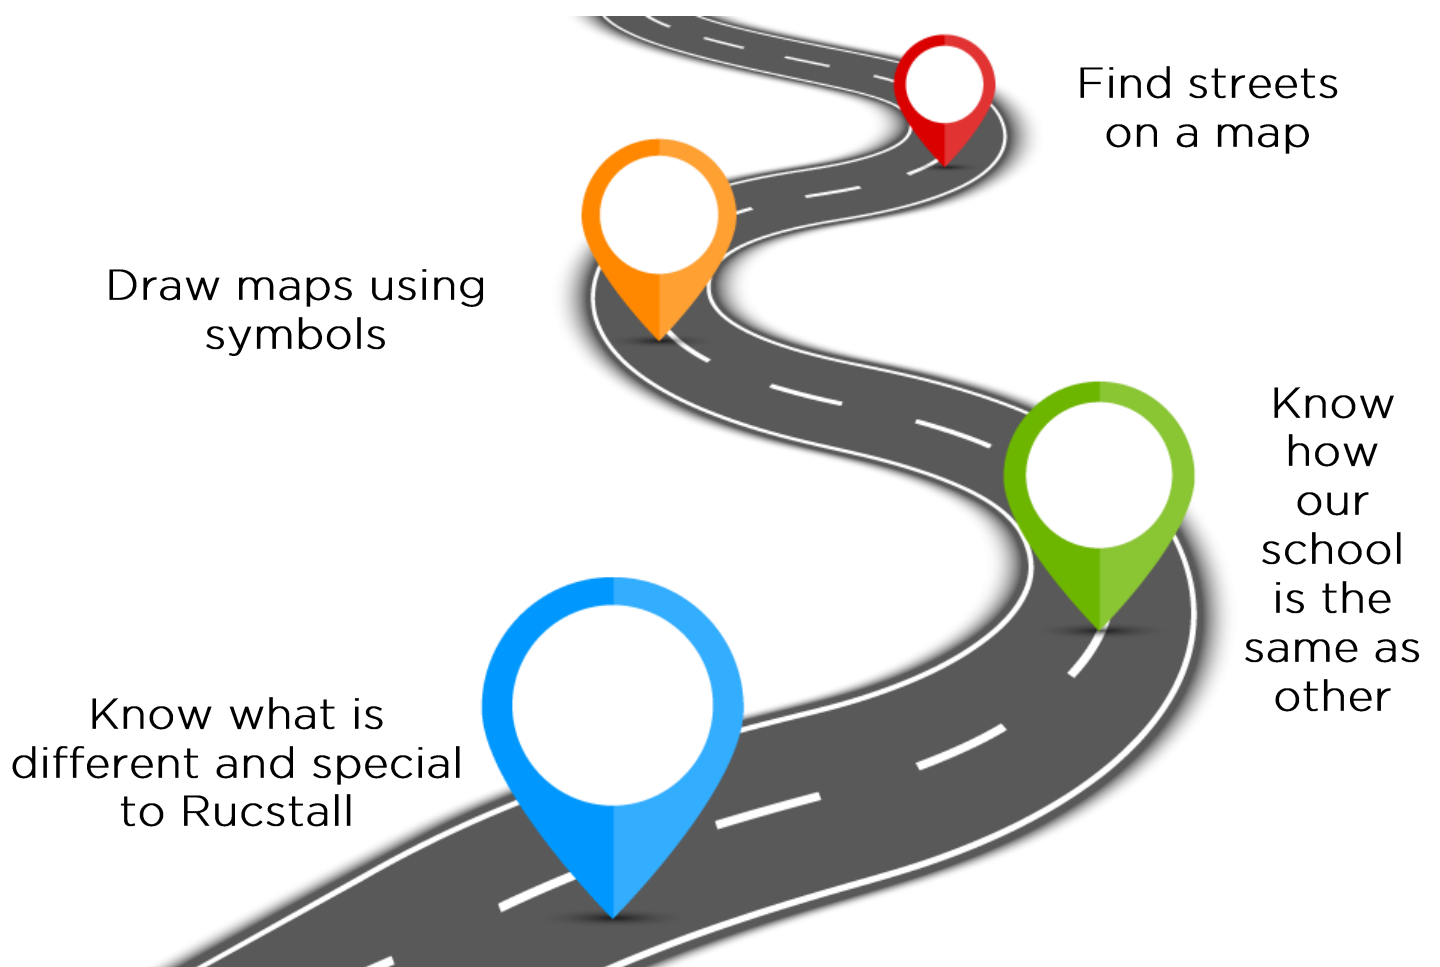 Find streets
on a map
Draw maps using
symbols
Know
how
our
school
is the
same as
other
Know what is
different and special
to Rucstall